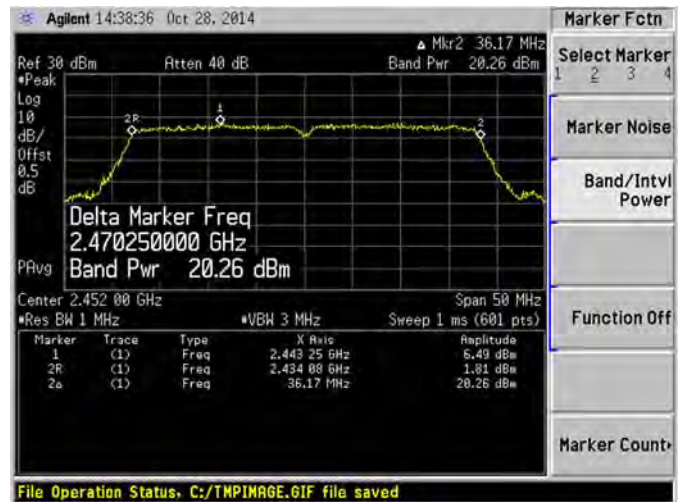 Agilent 14:38:36 Oct 28, 2014
Marker Fctn
Δ Mkr2 36.17 MHz
Ref 30 dBm Atten 40 dB Band Pwr 20.26 dBm
#Peak
Log
10
dB/
Offst
0.5
dB
PAvg
2R
1
2
Delta Marker Freq
2.470250000 GHz
Band Pwr 20.26 dBm
Center 2.452 00 GHz Span 50 MHz
#Res BW 1 MHz #VBW 3 MHz Sweep 1 ms (601 pts)
Marker Trace Type X Axis Amplitude
1 (1) Freq 2.443 25 GHz 6.49 dBm
2R (1) Freq 2.434 08 GHz 1.81 dBm
2Δ (1) Freq 36.17 MHz 20.26 dBm
File Operation Status, C:/TMPIMAGE.GIF file saved
Select Marker
1 2 3 4
Marker Noise
Band/Intvl
Power
Function Off
Marker Count